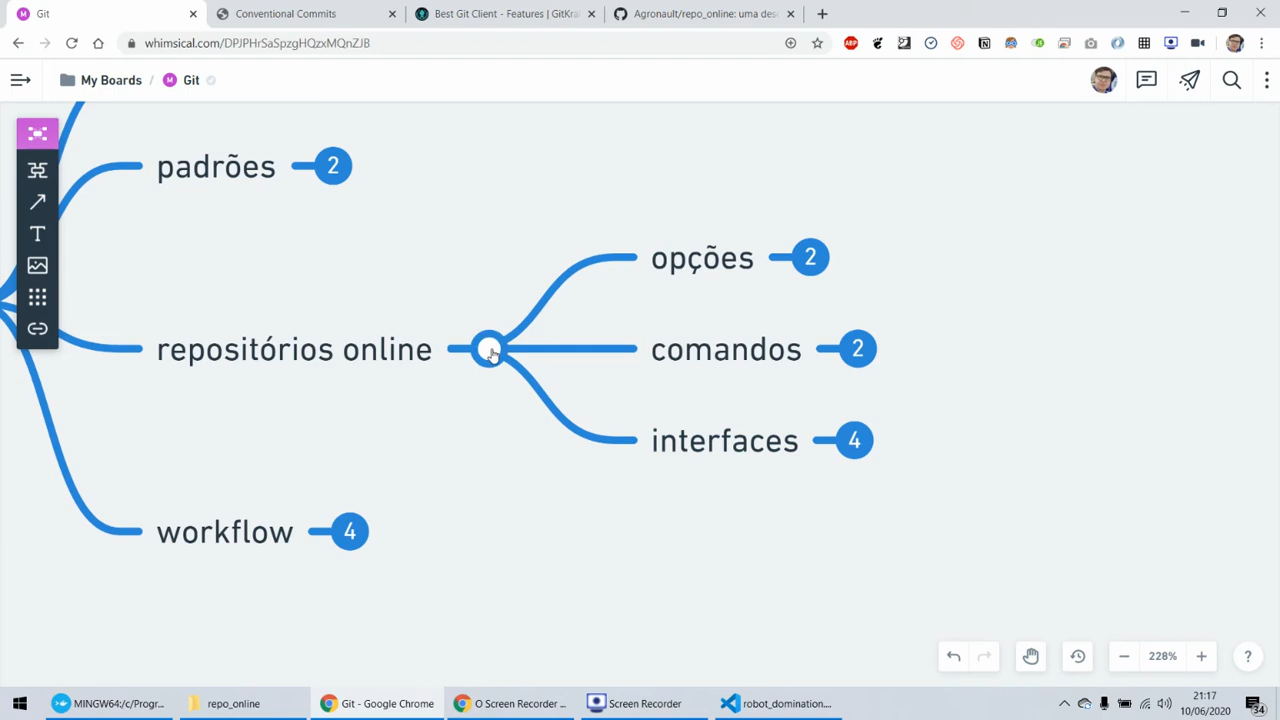 Git
Conventional Commits
Best Git Client - Features | GitKra
Agronault/repo_online: uma desc
whimsical.com/DPJPHrSaSpzgHQzxMQnZJB
ABP
My Boards / M Git
padrões 2
opções 2
repositórios online
comandos 2
interfaces 4
workflow 4
228%
?
MINGW64:/c/Progr...
repo_online
Git - Google Chrome
O Screen Recorder...
Screen Recorder
robot_domination....
21:17
10/06/2020
34